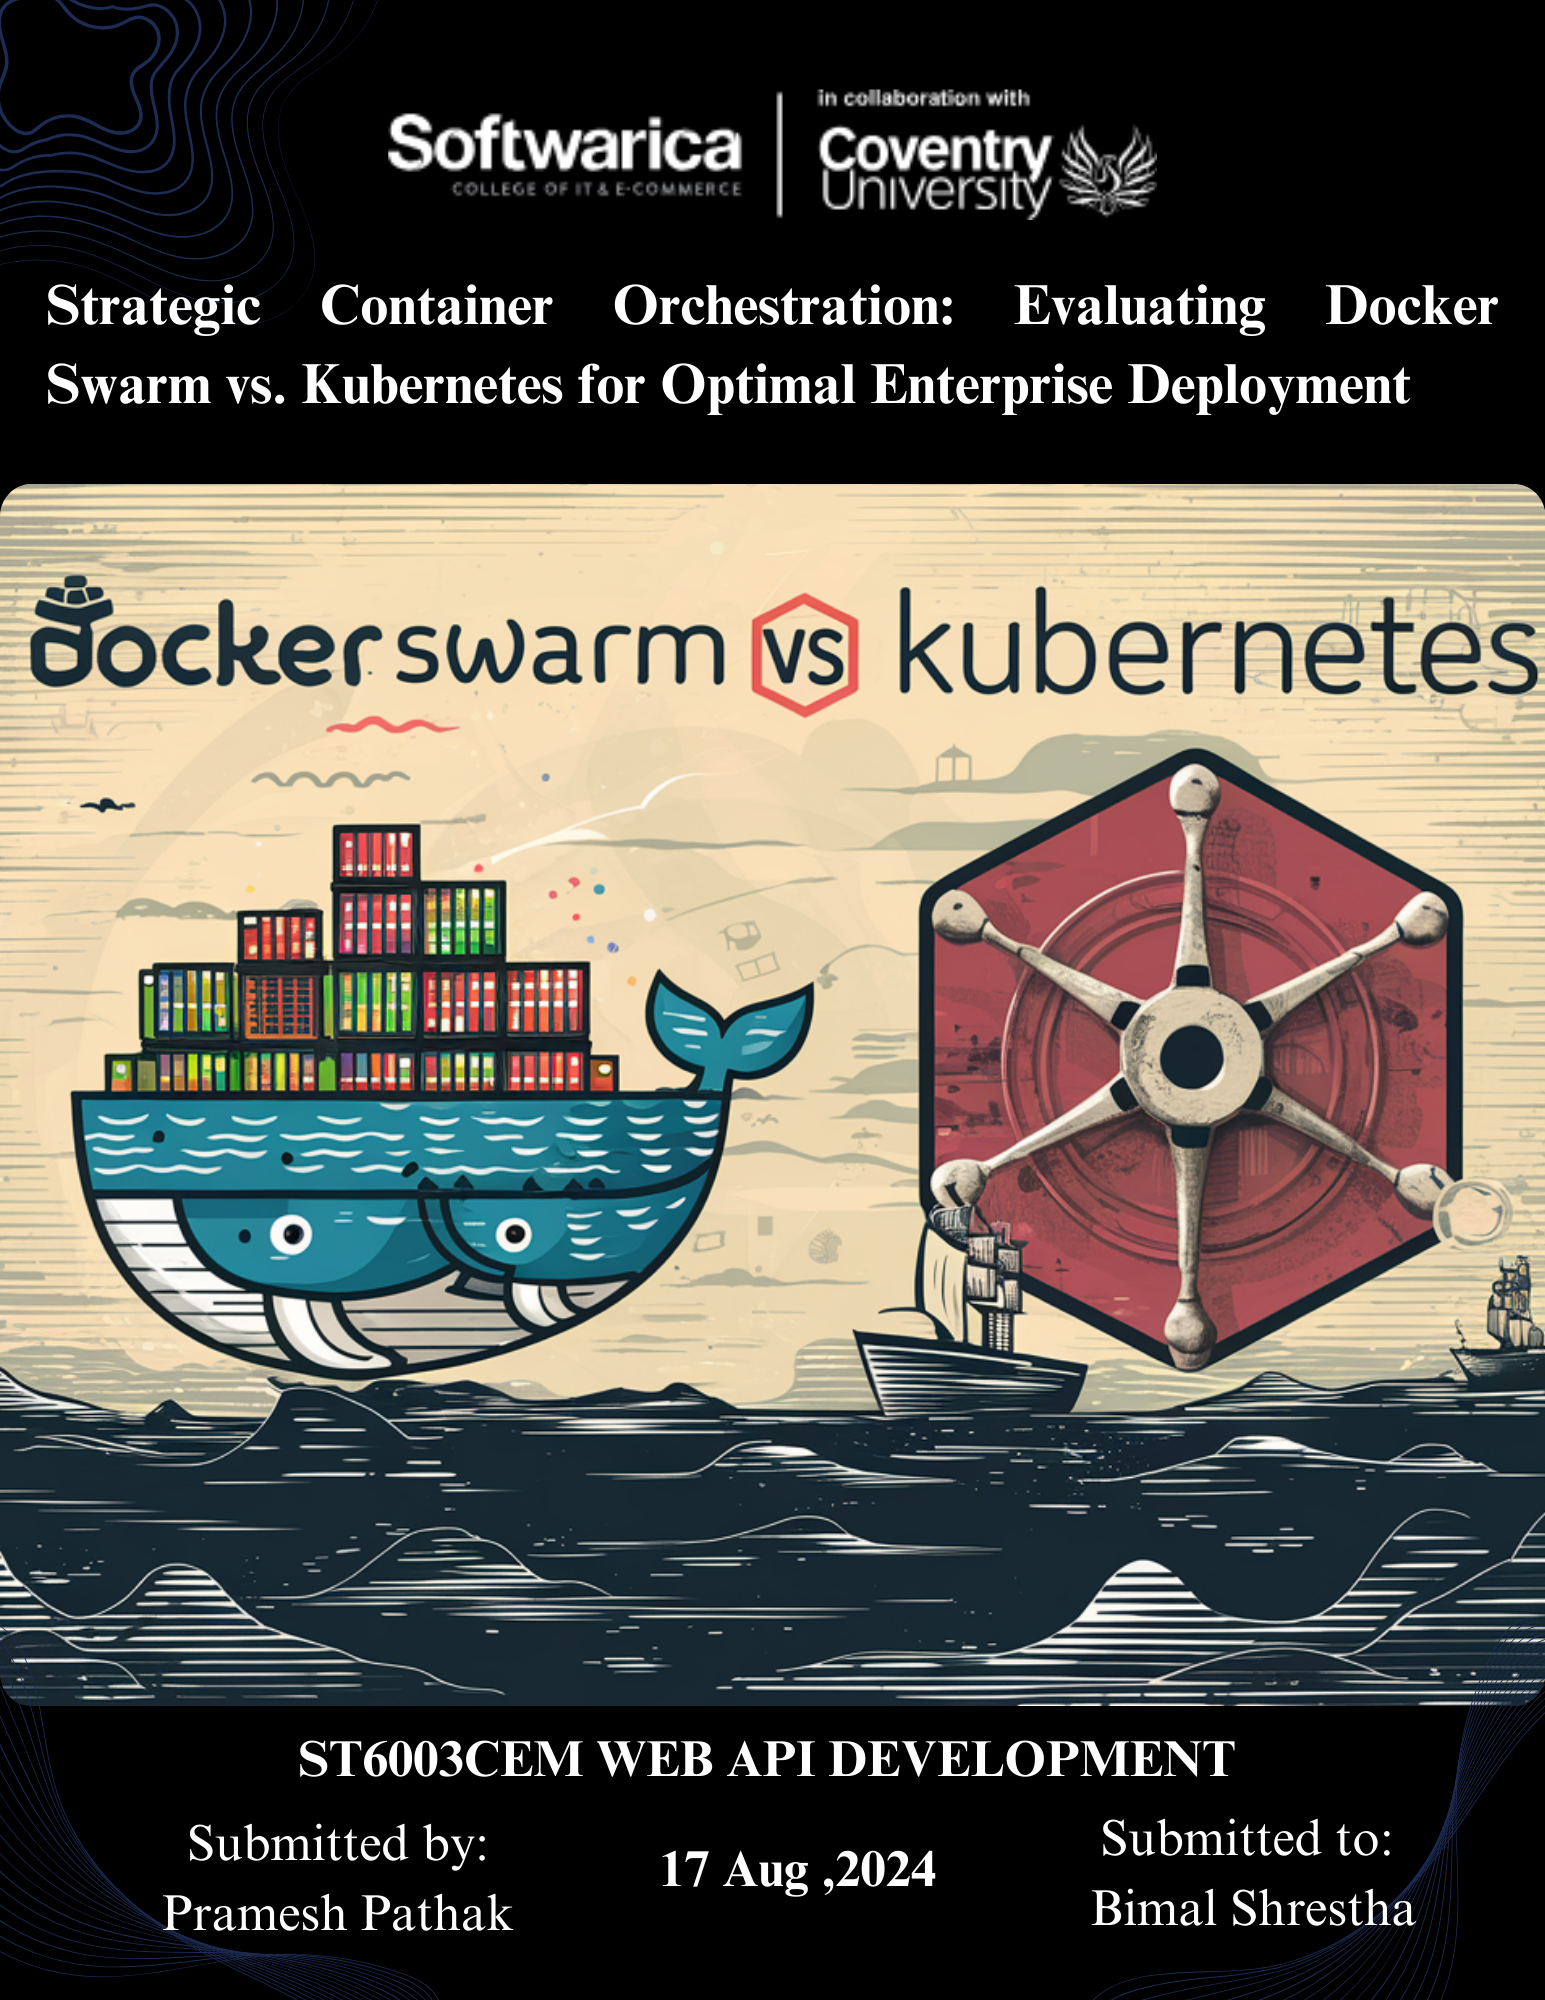 Softwarica
COLLEGE OF IT & E-COMMERCE
in collaboration with
Coventry
University
Strategic Container Orchestration: Evaluating Docker
Swarm vs. Kubernetes for Optimal Enterprise Deployment
docker swarm VS kubernetes
ST6003CEM WEB API DEVELOPMENT
Submitted by:
Pramesh Pathak
17 Aug ,2024
Submitted to:
Bimal Shrestha